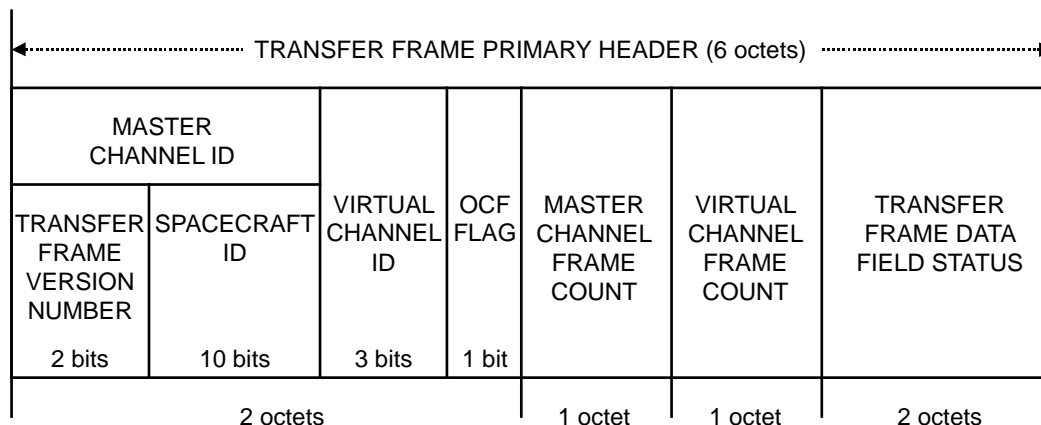 TRANSFER FRAME PRIMARY HEADER (6 octets)
MASTER
CHANNEL ID
TRANSFER
FRAME
VERSION
NUMBER
2 bits
SPACECRAFT
ID
10 bits
VIRTUAL
CHANNEL
ID
3 bits
OCF
FLAG
1 bit
MASTER
CHANNEL
FRAME
COUNT
VIRTUAL
CHANNEL
FRAME
COUNT
TRANSFER
FRAME DATA
FIELD STATUS
2 octets
1 octet
1 octet
2 octets